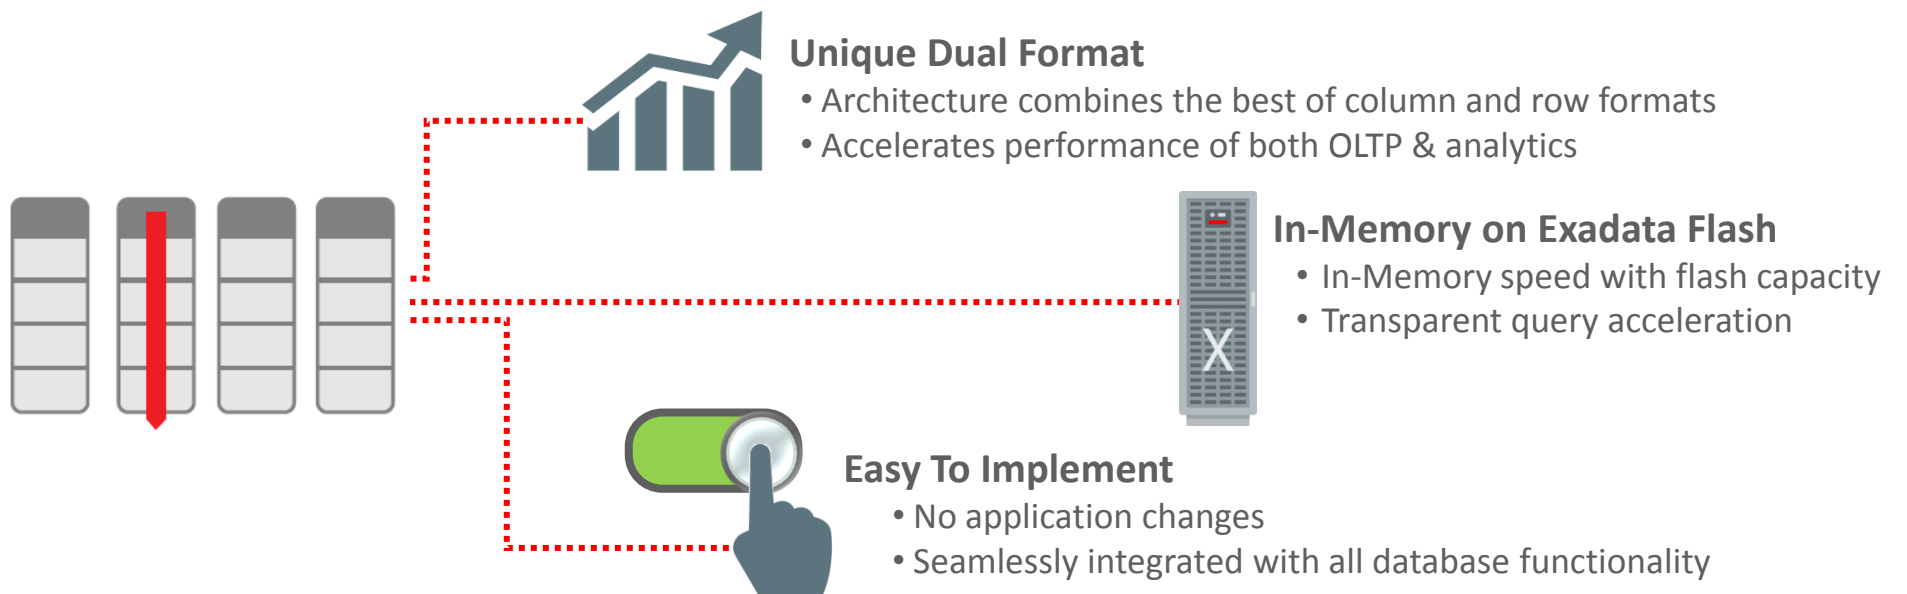 Unique Dual Format
• Architecture combines the best of column and row formats
• Accelerates performance of both OLTP & analytics
In-Memory on Exadata Flash
• In-Memory speed with flash capacity
• Transparent query acceleration
X
Easy To Implement
• No application changes
• Seamlessly integrated with all database functionality